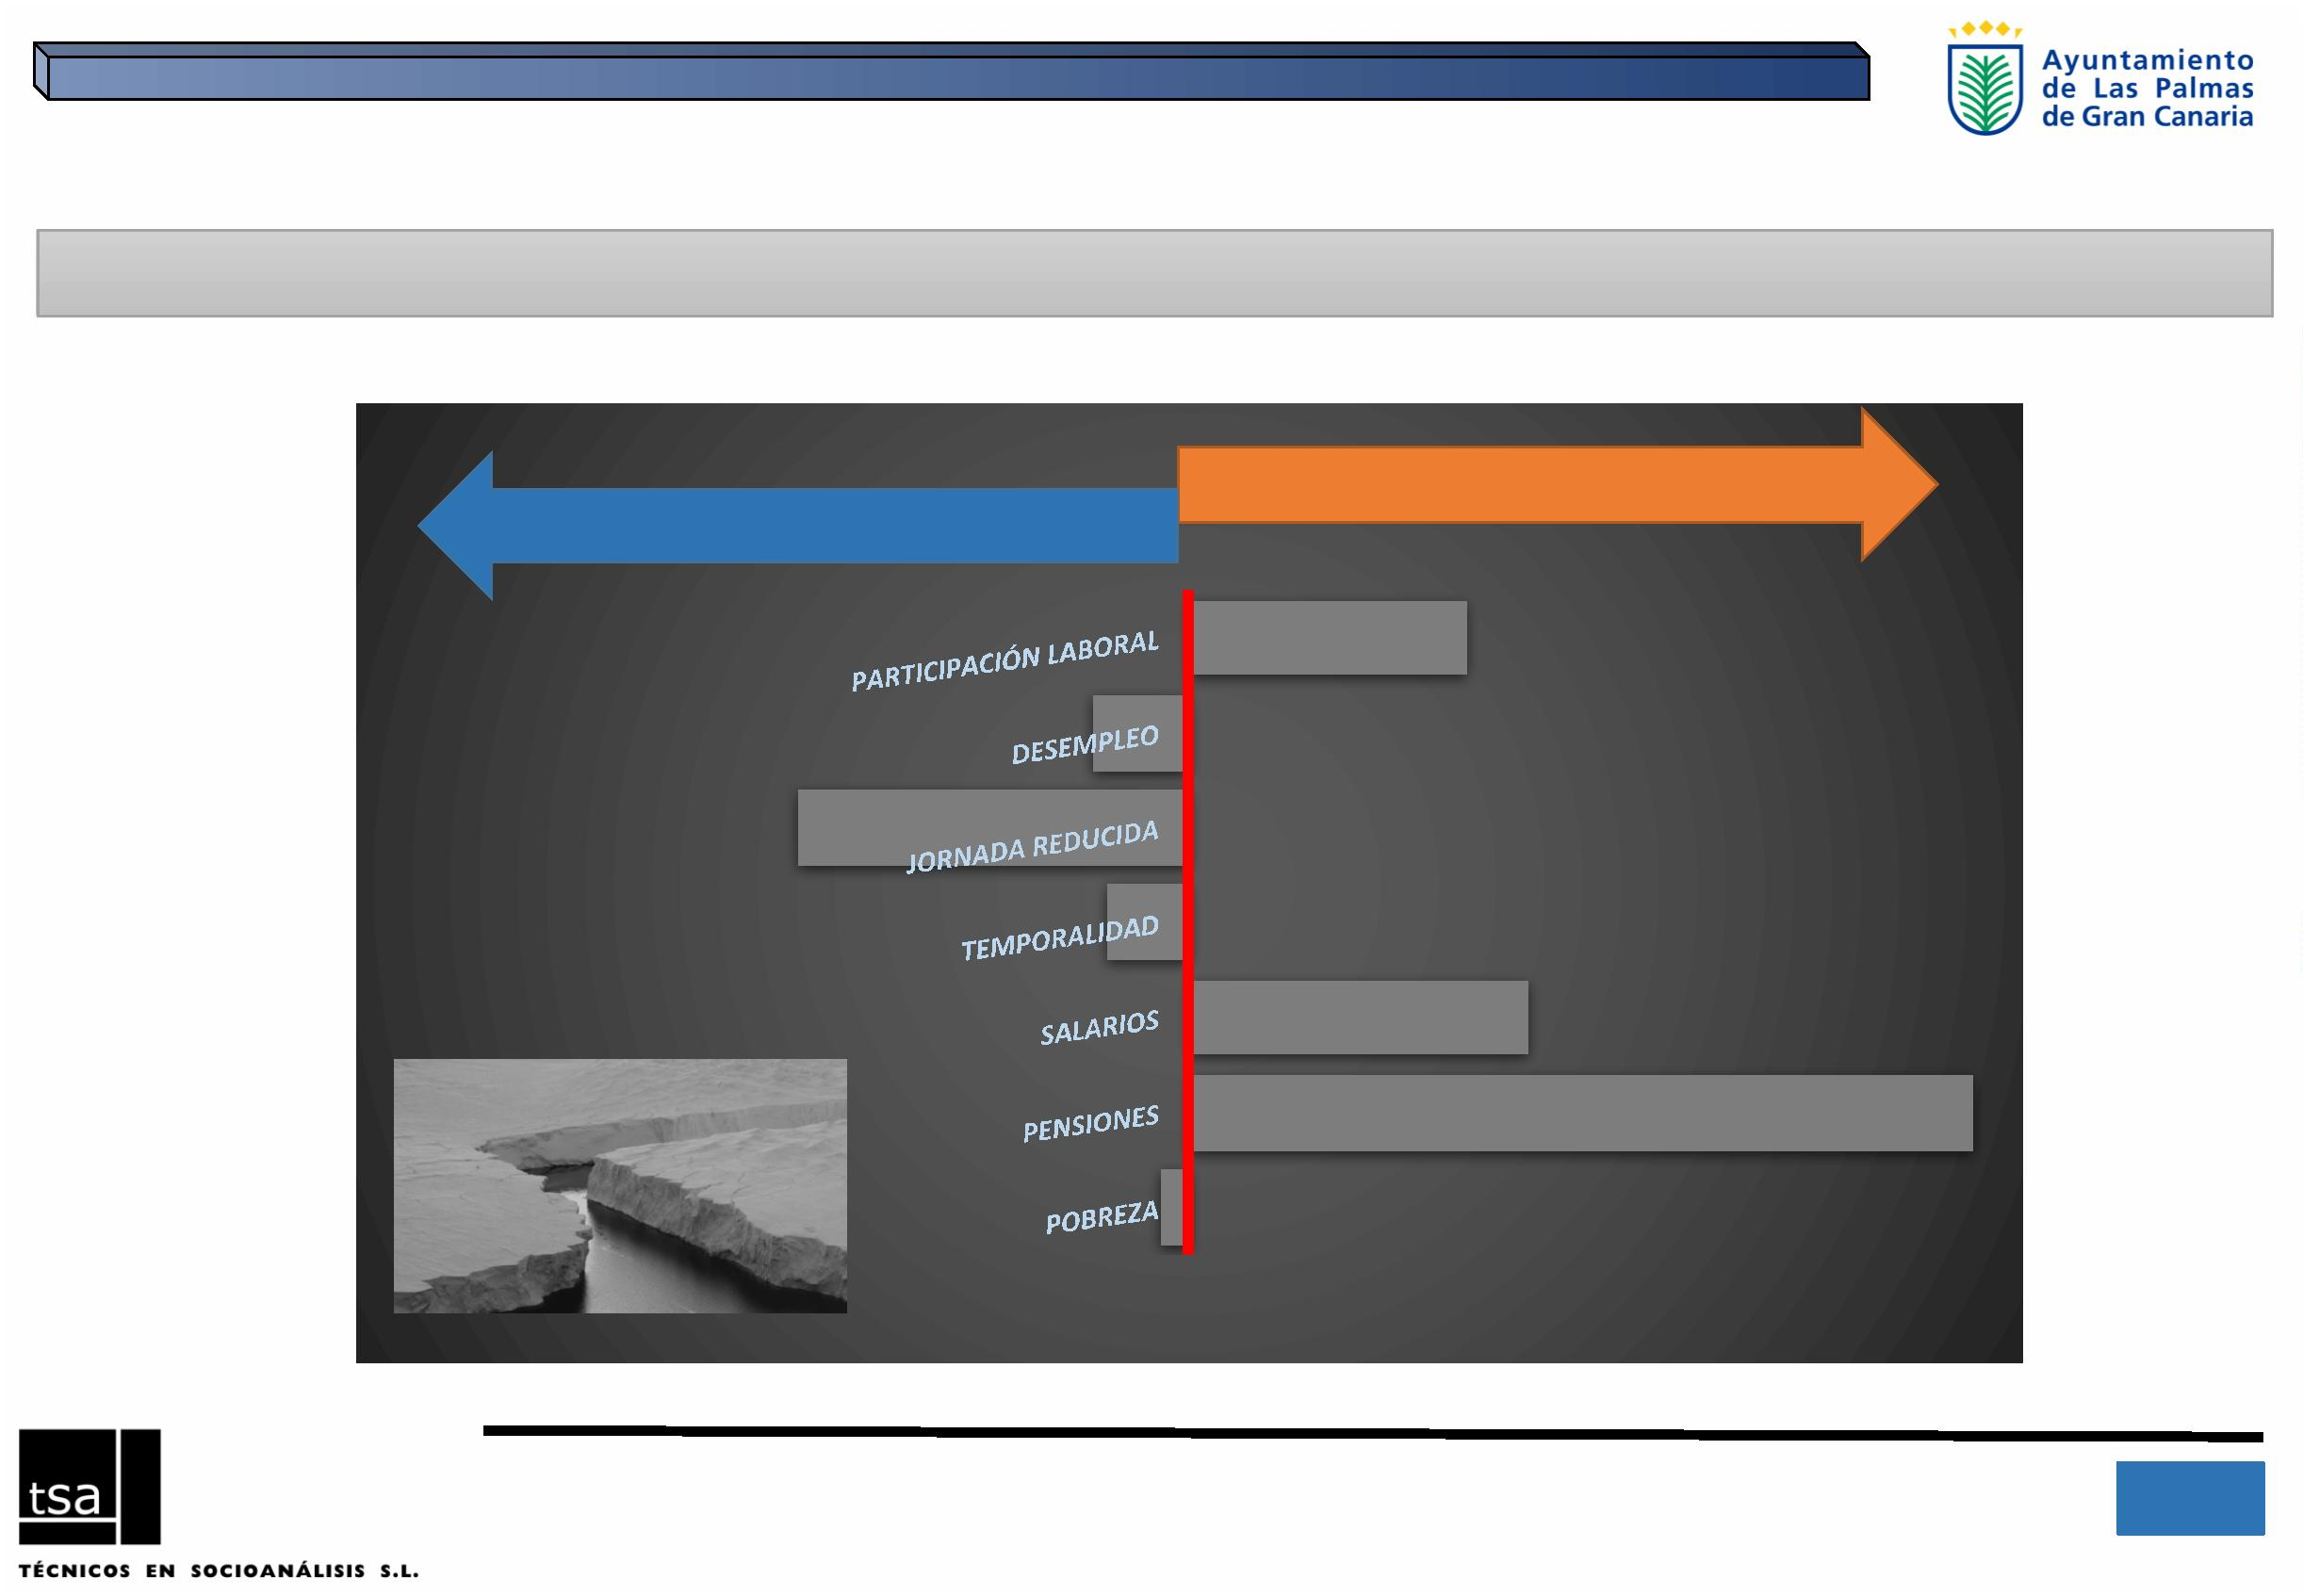 Ayuntamiento
de Las Palmas
de Gran Canaria
PARTICIPACIÓN LABORAL
DESEMPLEO
JORNADA REDUCIDA
TEMPORALIDAD
SALARIOS
PENSIONES
POBREZA
tsa
TÉCNICOS EN SOCIOANÁLISIS S.L.